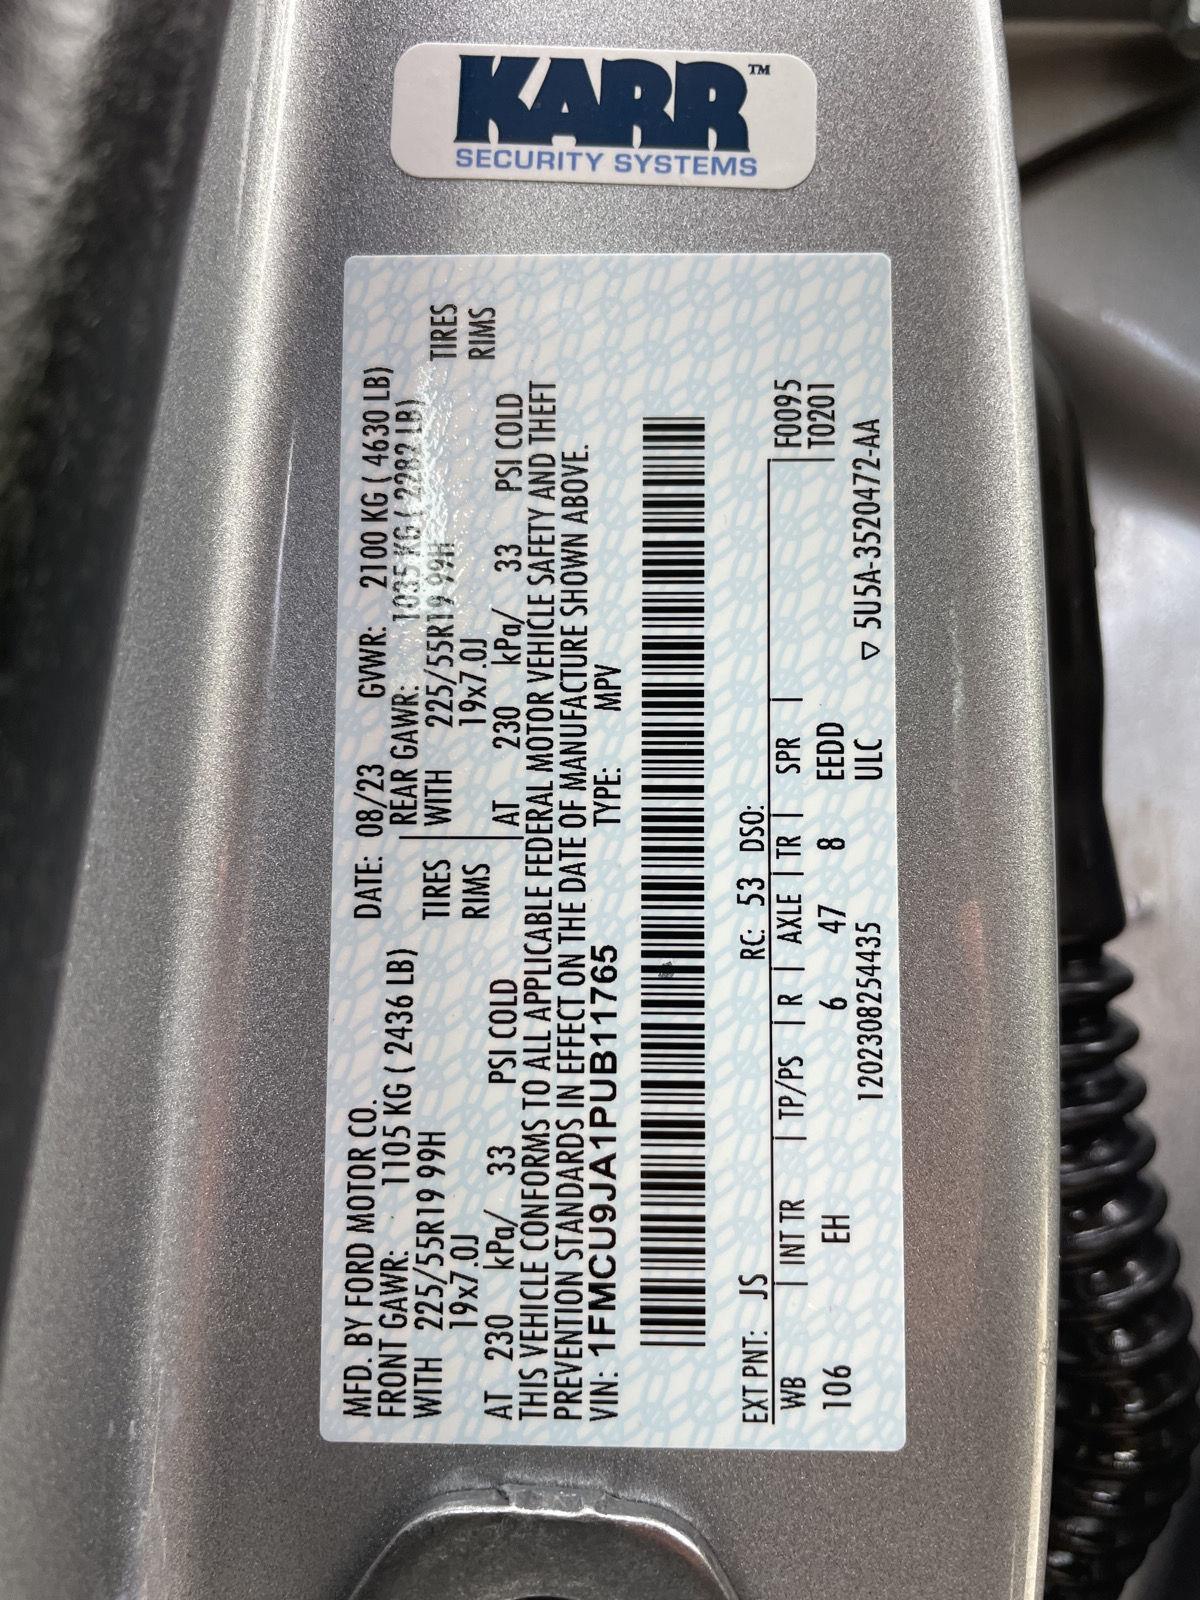 KARR™
SECURITY SYSTEMS
MFD. BY FORD MOTOR CO. DATE: 08/23 GVWR: 2100 KG ( 4630 LB)
FRONT GAWR: 1105 KG ( 2436 LB) REAR GAWR: 1035 KG ( 2282 LB)
WITH 225/55R19 99H TIRES WITH 225/55R19 99H TIRES
19x7.0J RIMS 19x7.0J RIMS
AT 230 kPa/ 33 PSI COLD AT 230 kPa/ 33 PSI COLD
THIS VEHICLE CONFORMS TO ALL APPLICABLE FEDERAL MOTOR VEHICLE SAFETY AND THEFT
PREVENTION STANDARDS IN EFFECT ON THE DATE OF MANUFACTURE SHOWN ABOVE.
VIN: 1FMCU9JA1PUB11765 TYPE: MPV
EXT PNT: JS RC: 53 DSO:
WB INT TR TP/PS R AXLE TR SPR F0095
106 EH 6 47 8 EEDD T0201
1202308254435 ULC ▽ 5U5A-3520472-AA